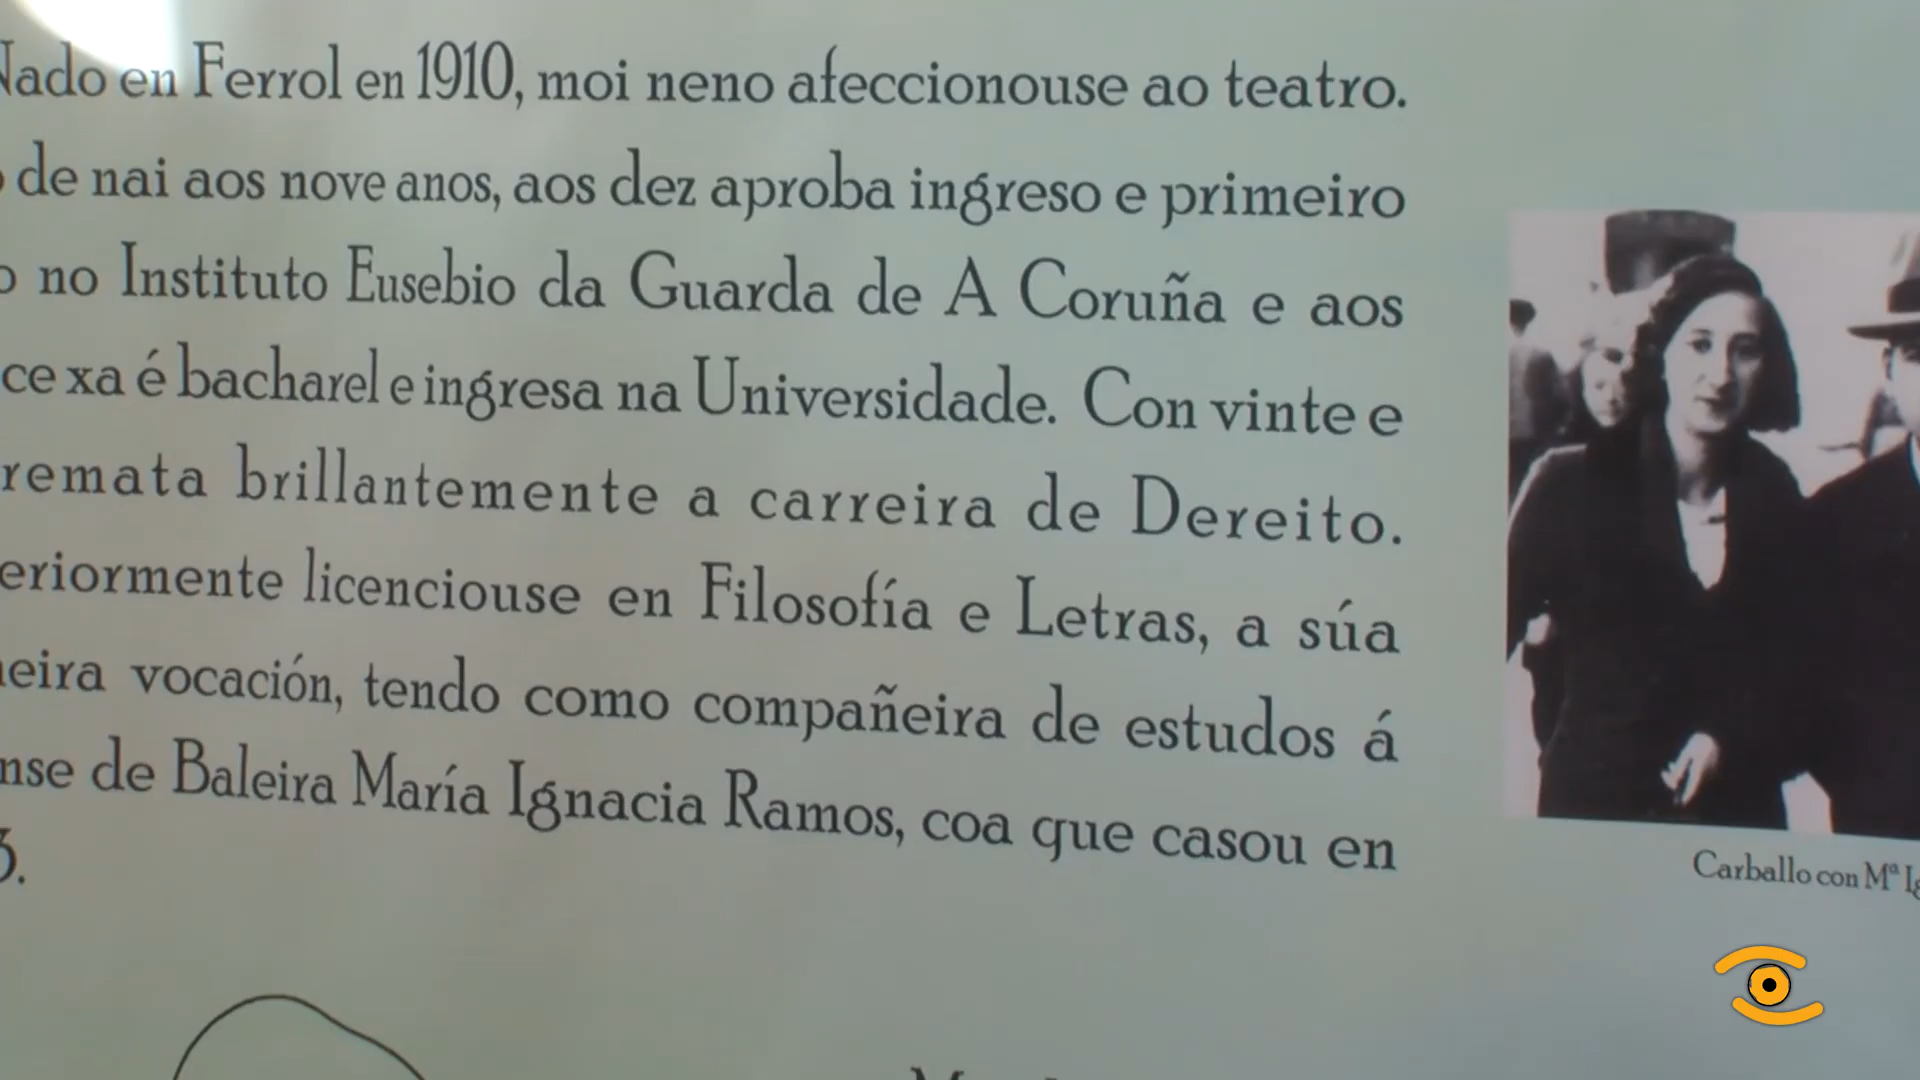 Nado en Ferrol en 1910, moi neno afeccionouse ao teatro.
de nai aos nove anos, aos dez aproba ingreso e primeiro
no Instituto Eusebio da Guarda de A Coruña e aos
ce xa é bacharel e ingresa na Universidade. Con vinte e
remata brillantemente a carreira de Dereito.
eriormente licenciouse en Filosofía e Letras, a súa
eira vocación, tendo como compañeira de estudos á
nse de Baleira María Ignacia Ramos, coa que casou en
3.
Carballo con Mª